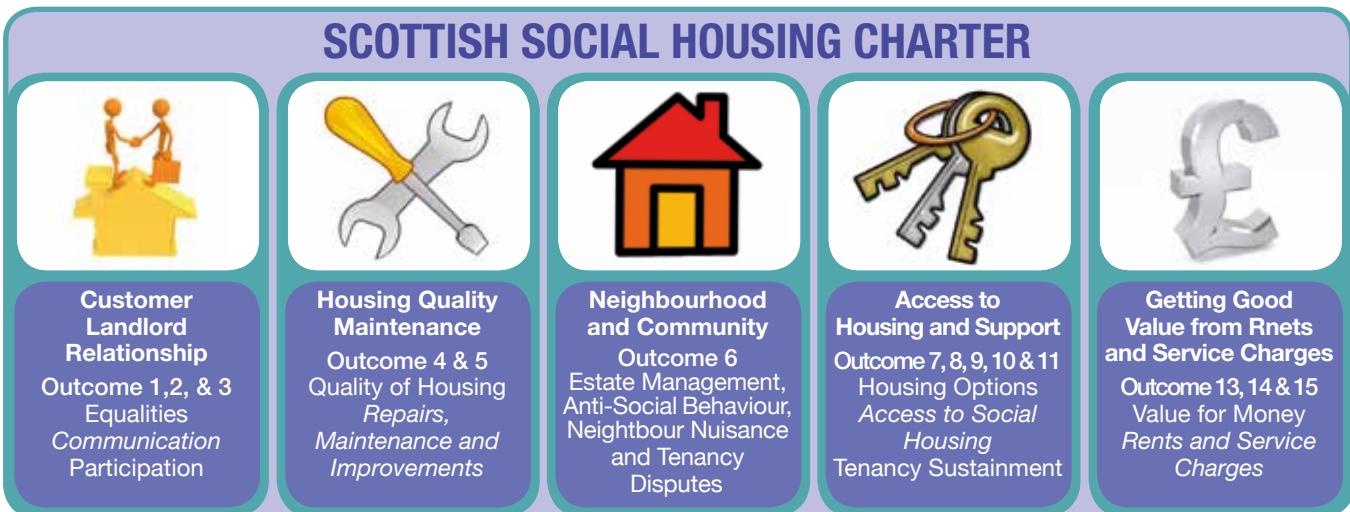 SCOTTISH SOCIAL HOUSING CHARTER
Customer
Landlord
Relationship
Outcome 1,2, & 3
Equalities
Communication
Participation
Housing Quality
Maintenance
Outcome 4 & 5
Quality of Housing
Repairs,
Maintenance and
Improvements
Neighbourhood
and Community
Outcome 6
Estate Management,
Anti-Social Behaviour,
Neightbour Nuisance
and Tenancy
Disputes
Access to
Housing and Support
Outcome 7, 8, 9, 10 & 11
Housing Options
Access to Social
Housing
Tenancy Sustainment
Getting Good
Value from Rnets
and Service Charges
Outcome 13, 14 & 15
Value for Money
Rents and Service
Charges